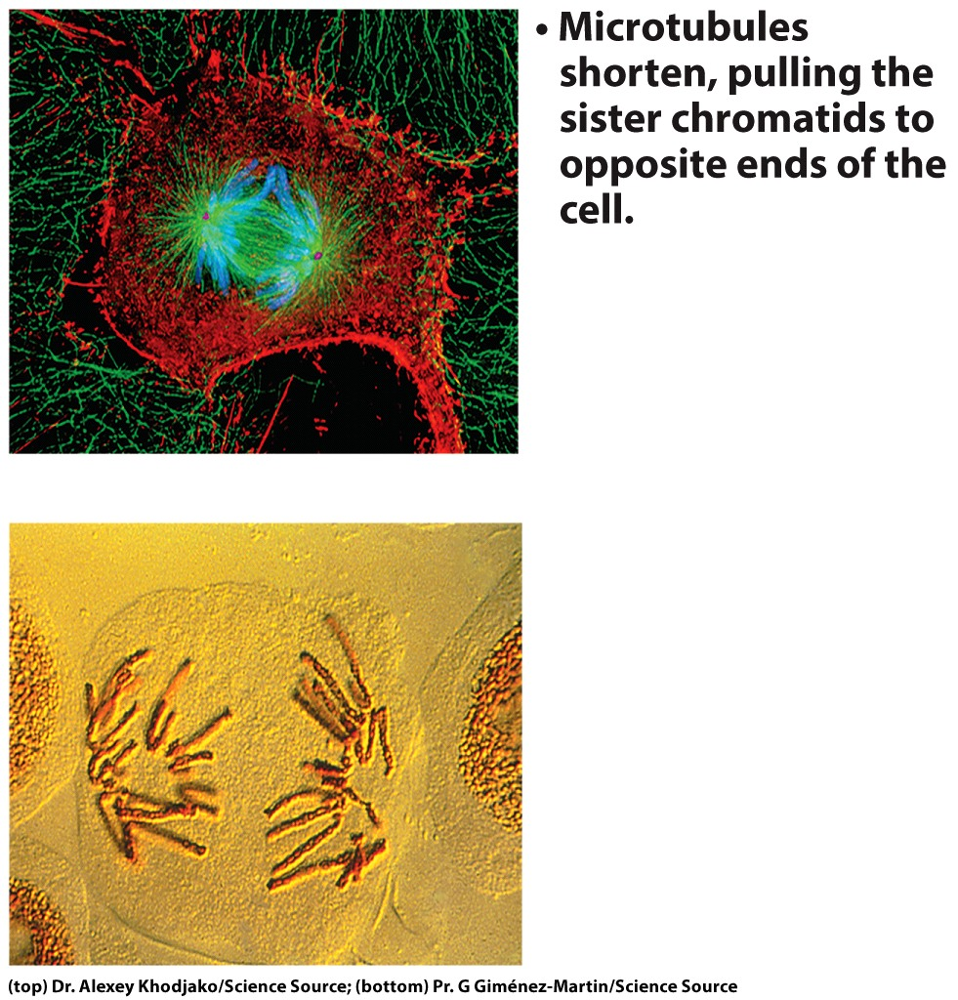 • Microtubules
shorten, pulling the
sister chromatids to
opposite ends of the
cell.
(top) Dr. Alexey Khodjako/Science Source; (bottom) Pr. G Giménez-Martin/Science Source